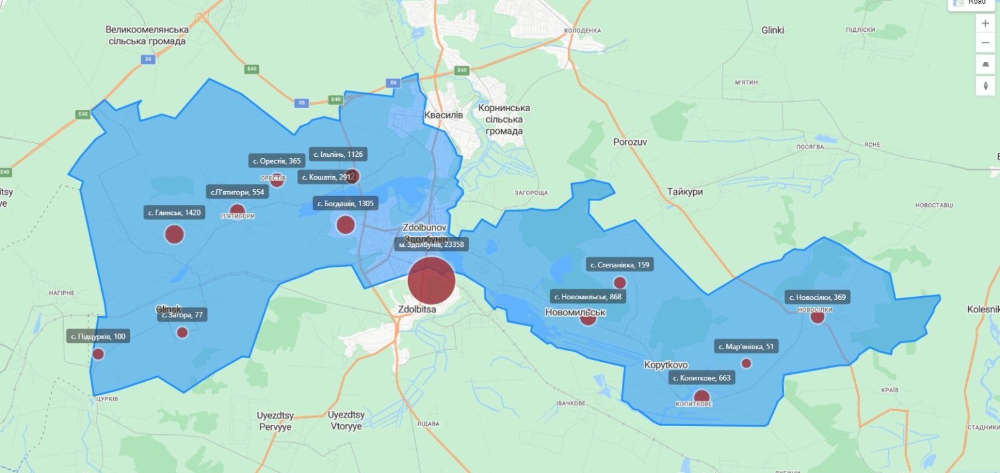 Road
Великоомелянська
сільська громада
КОЛОДЕНКА
Glinki
ПІДЛІСКИ
06
E40
E40
06
E40
06
E40
М'ЯТИН
Квасилів
Корнинська
сільська
громада
Porozuv
ПОСЯГВА
ЯСНЕ
E40
с. Ільпінь, 1126
с. Орестів, 365
ОРЕСТІВ
с. Кошатів, 291
с.П'ятигори, 554
П'ЯТИГОРИ
с. Богдашів, 1305
с. Глинськ, 1420
ЗАГОРОЩА
Тайкури
НОВОСТАВЦІ
Zdolbunov
Здолбунів
м. Здолбунів, 23358
с. Степанівка, 159
с. Новомильськ, 868
Новомильськ
с. Новосілки, 369
НОВОСІЛКИ
НАГІРНЕ
Glinsk
с. Загора, 77
Zdolbitsa
Kolesnik
с. Підцурків, 100
с. Мар'янівка, 51
Kopytkovo
с. Копиткове, 663
КОПИТКОВЕ
ЦУРКІВ
КРАЇВ
ІВАЧКОВЕ
Uyezdtsy
Pervyye
Uyezdtsy
Vtoryye
ЛІДАВА
СТАДНИКИ